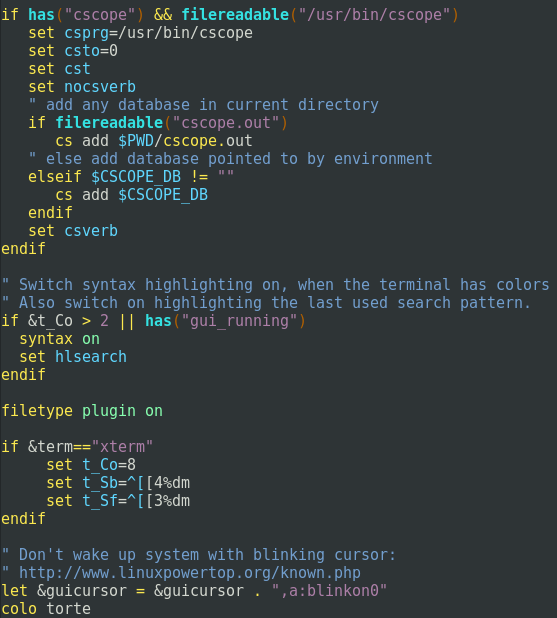 if has("cscope") && filereadable("/usr/bin/cscope")
   set csprg=/usr/bin/cscope
   set csto=0
   set cst
   set nocsverb
   " add any database in current directory
   if filereadable("cscope.out")
      cs add $PWD/cscope.out
   " else add database pointed to by environment
   elseif $CSCOPE_DB != ""
      cs add $CSCOPE_DB
   endif
   set csverb
endif

" Switch syntax highlighting on, when the terminal has colors
" Also switch on highlighting the last used search pattern.
if &t_Co > 2 || has("gui_running")
  syntax on
  set hlsearch
endif

filetype plugin on

if &term=="xterm"
     set t_Co=8
     set t_Sb=^[[4%dm
     set t_Sf=^[[3%dm
endif

" Don't wake up system with blinking cursor:
" http://www.linuxpowertop.org/known.php
let &guicursor = &guicursor . ",a:blinkon0"
colo torte